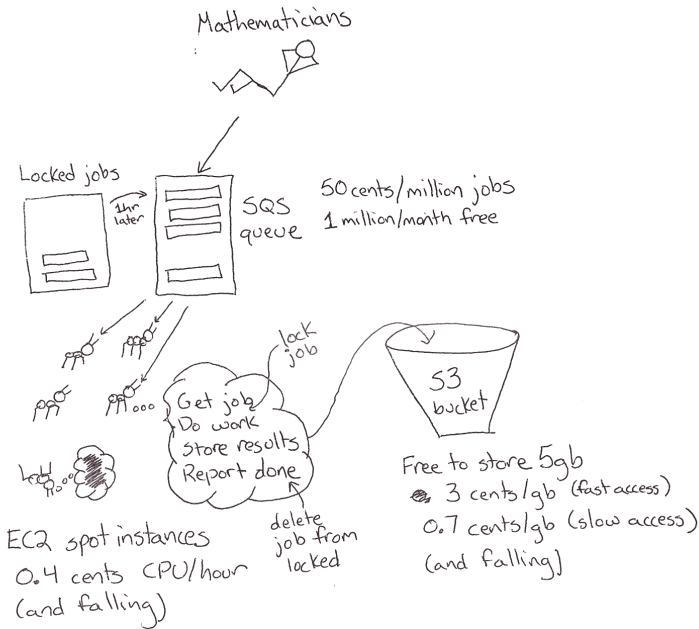 Mathematicians
Locked jobs
1hr
later
SQS
queue
50 cents/million jobs
1 million/month free
lock
job
Get job
Do work
Store results
Report done
delete
job from
locked
S3
bucket
Free to store 5gb
3 cents/gb (fast access)
0.7 cents/gb (slow access)
(and falling)
EC2 spot instances
0.4 cents CPU/hour
(and falling)